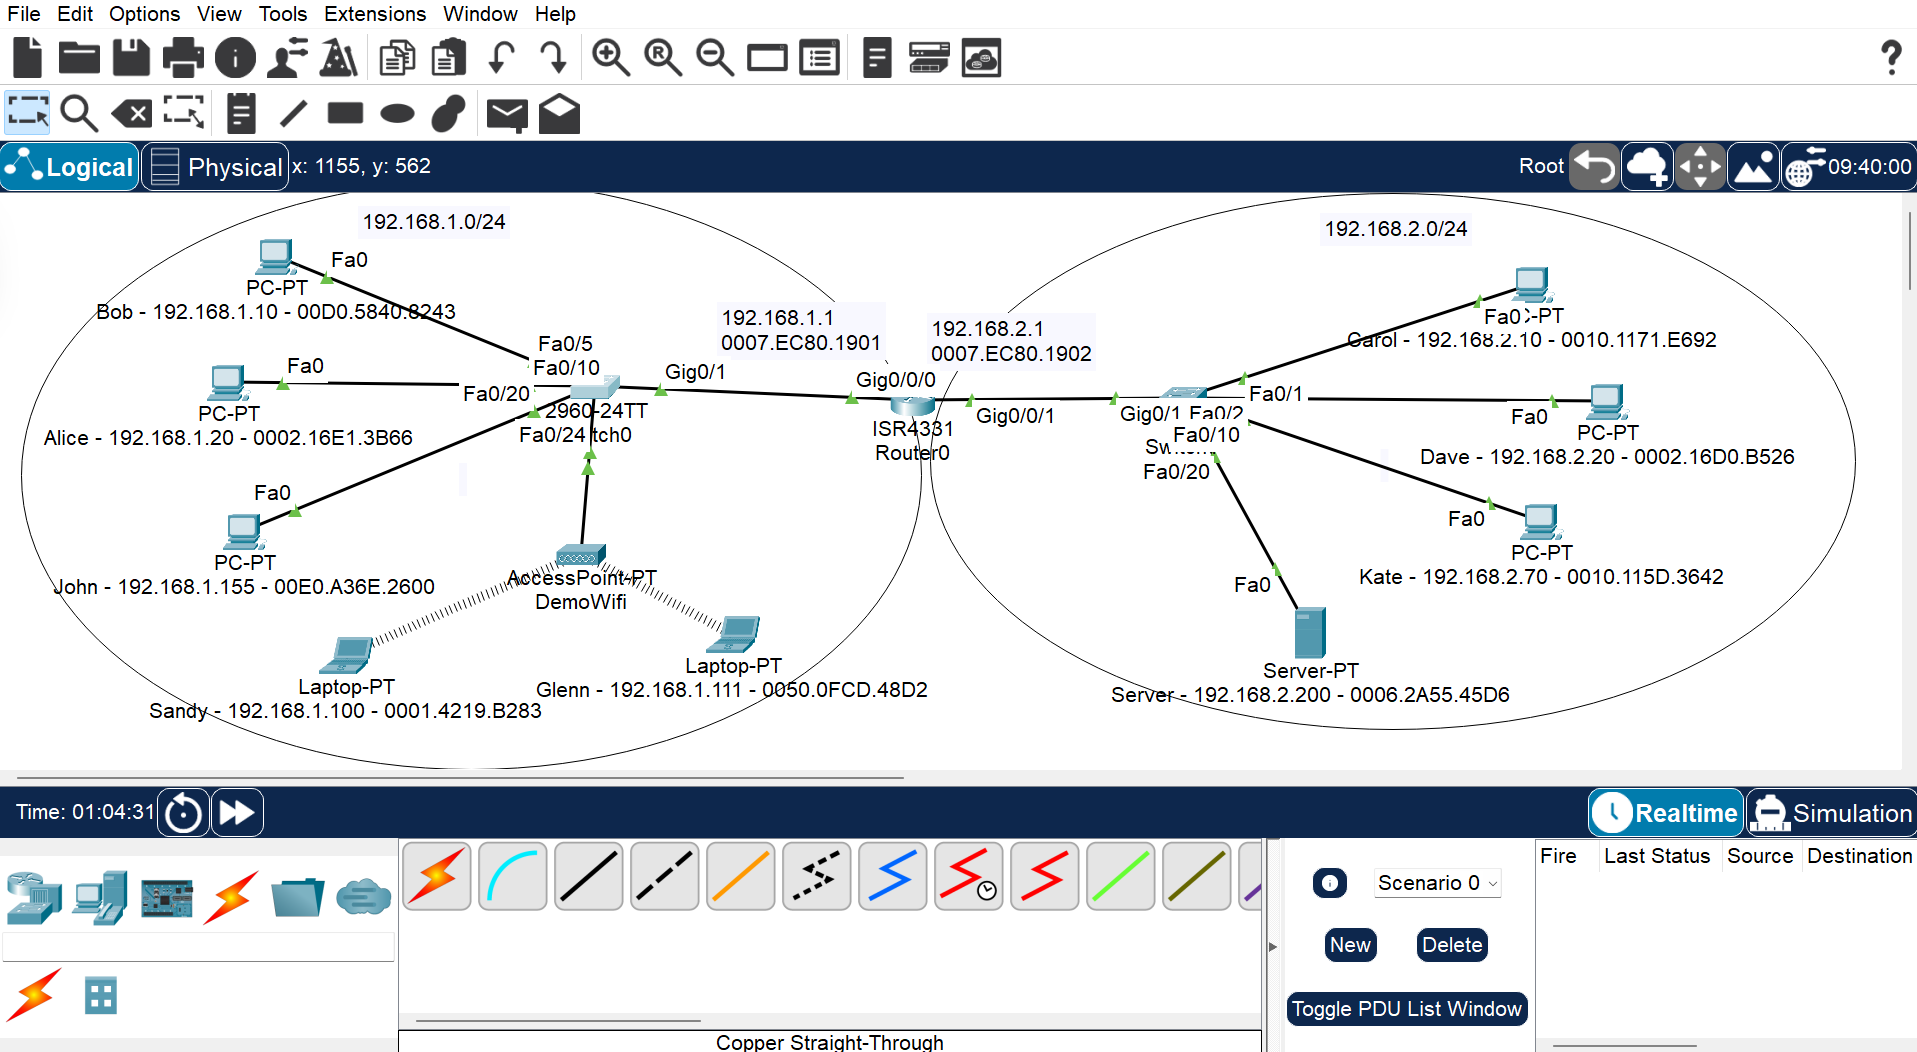 File Edit Options View Tools Extensions Window Help
Logical Physical x: 1155, y: 562 Root 09:40:00
192.168.1.0/24
192.168.2.0/24
Fa0
PC-PT
Bob - 192.168.1.10 - 00D0.5840.8243
Fa0
PC-PT
Alice - 192.168.1.20 - 0002.16E1.3B66
Fa0
PC-PT
John - 192.168.1.155 - 00E0.A36E.2600
Fa0/5
Fa0/10
Fa0/20
2960-24TT
Fa0/24 tch0
Gig0/1
192.168.1.1
0007.EC80.1901
192.168.2.1
0007.EC80.1902
Gig0/0/0
ISR4331
Router0
Gig0/0/1
AccessPoint-PT
DemoWifi
Laptop-PT
Sandy - 192.168.1.100 - 0001.4219.B283
Laptop-PT
Glenn - 192.168.1.111 - 0050.0FCD.48D2
Gig0/1 Fa0/2
Fa0/1
Fa0/10
Fa0/20
Fa0 -PT
Carol - 192.168.2.10 - 0010.1171.E692
Fa0
PC-PT
Dave - 192.168.2.20 - 0002.16D0.B526
Fa0
PC-PT
Kate - 192.168.2.70 - 0010.115D.3642
Fa0
Server-PT
Server - 192.168.2.200 - 0006.2A55.45D6
Time: 01:04:31 Realtime Simulation
Scenario 0
New Delete
Toggle PDU List Window
Fire Last Status Source Destination
Copper Straight-Through